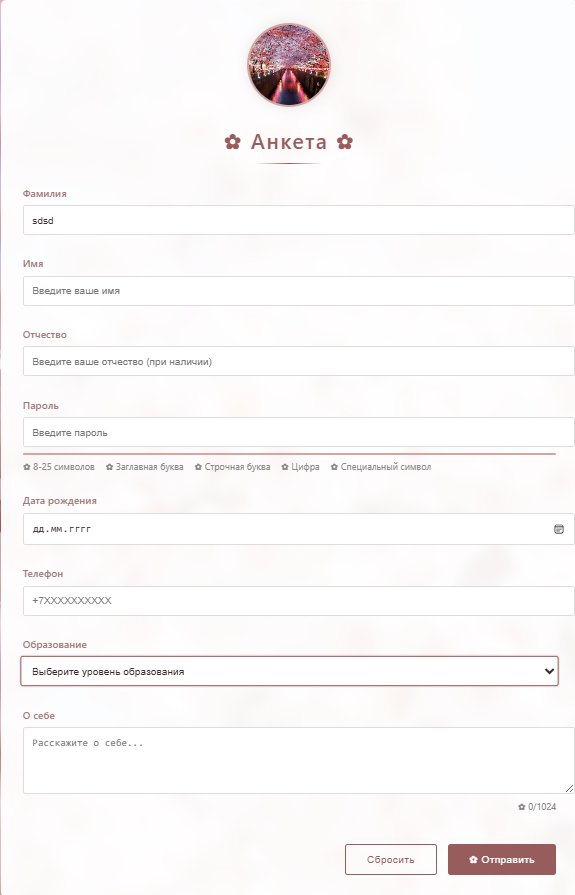 ✿ Анкета ✿
Фамилия
sdsd
Имя
Введите ваше имя
Отчество
Введите ваше отчество (при наличии)
Пароль
Введите пароль
✿ 8-25 символов ✿ Заглавная буква ✿ Строчная буква ✿ Цифра ✿ Специальный символ
Дата рождения
дд.мм.гггг
Телефон
+7XXXXXXXXXX
Образование
Выберите уровень образования
О себе
Расскажите о себе...
✿ 0/1024
Сбросить ✿ Отправить